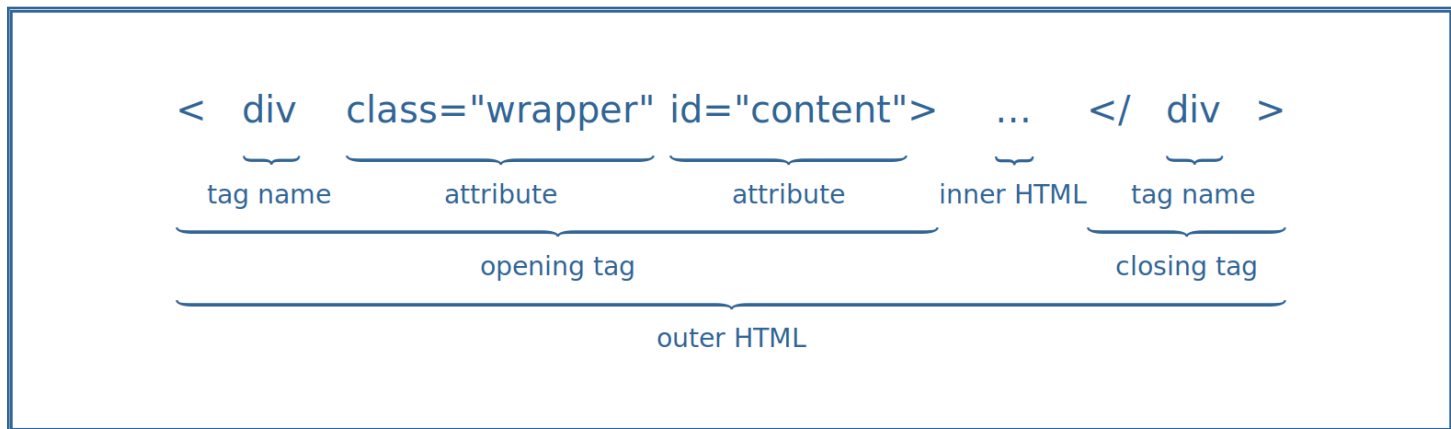 < div class="wrapper" id="content"> ... </ div >
tag name attribute attribute inner HTML tag name
opening tag closing tag
outer HTML